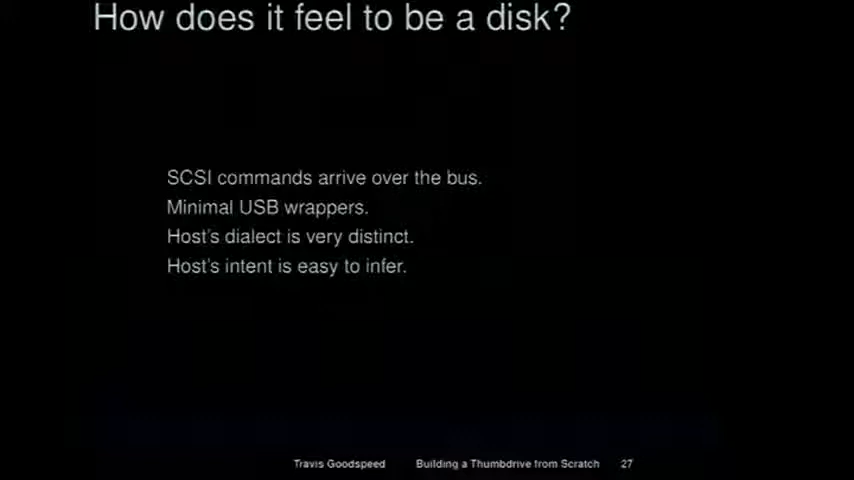 How does it feel to be a disk?
SCSI commands arrive over the bus.
Minimal USB wrappers.
Host's dialect is very distinct.
Host's intent is easy to infer.
Travis Goodspeed Building a Thumbdrive from Scratch 27